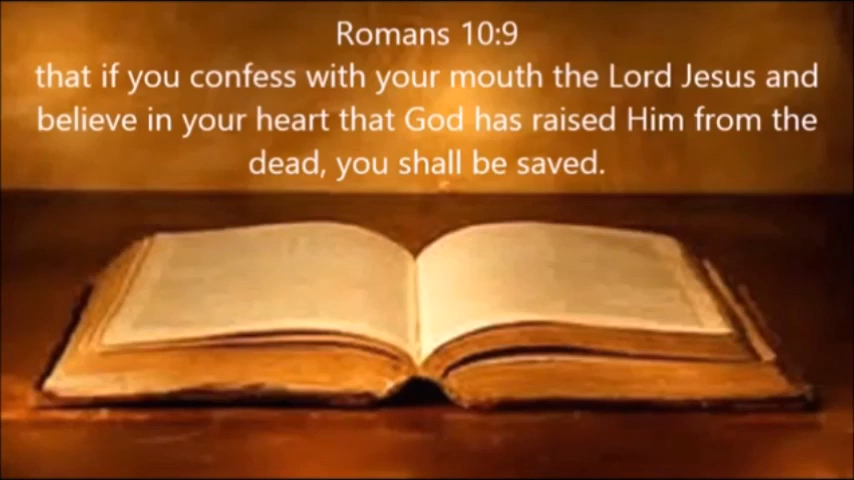 Romans 10:9
that if you confess with your mouth the Lord Jesus and
believe in your heart that God has raised Him from the
dead, you shall be saved.